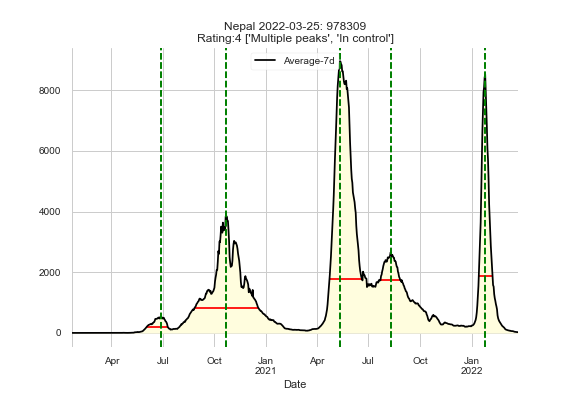 Nepal 2022-03-25: 978309
Rating:4 ['Multiple peaks', 'In control']
Average-7d
8000
6000
4000
2000
0
Apr Jul Oct Jan Apr Jul Oct Jan
2021 2022
Date